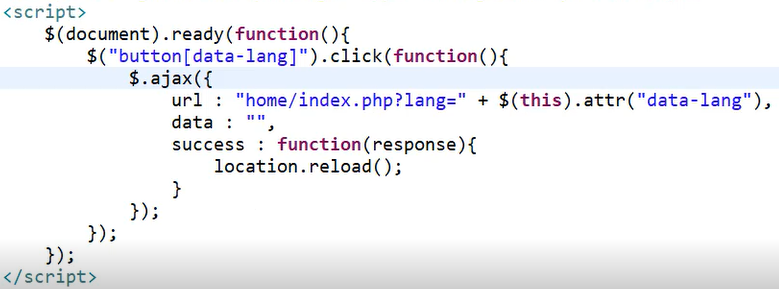 <script>
$(document).ready(function(){
$("button[data-lang]").click(function(){
$.ajax({
url : "home/index.php?lang=" + $(this).attr("data-lang"),
data : "",
success : function(response){
location.reload();
}
});
});
});
</script>